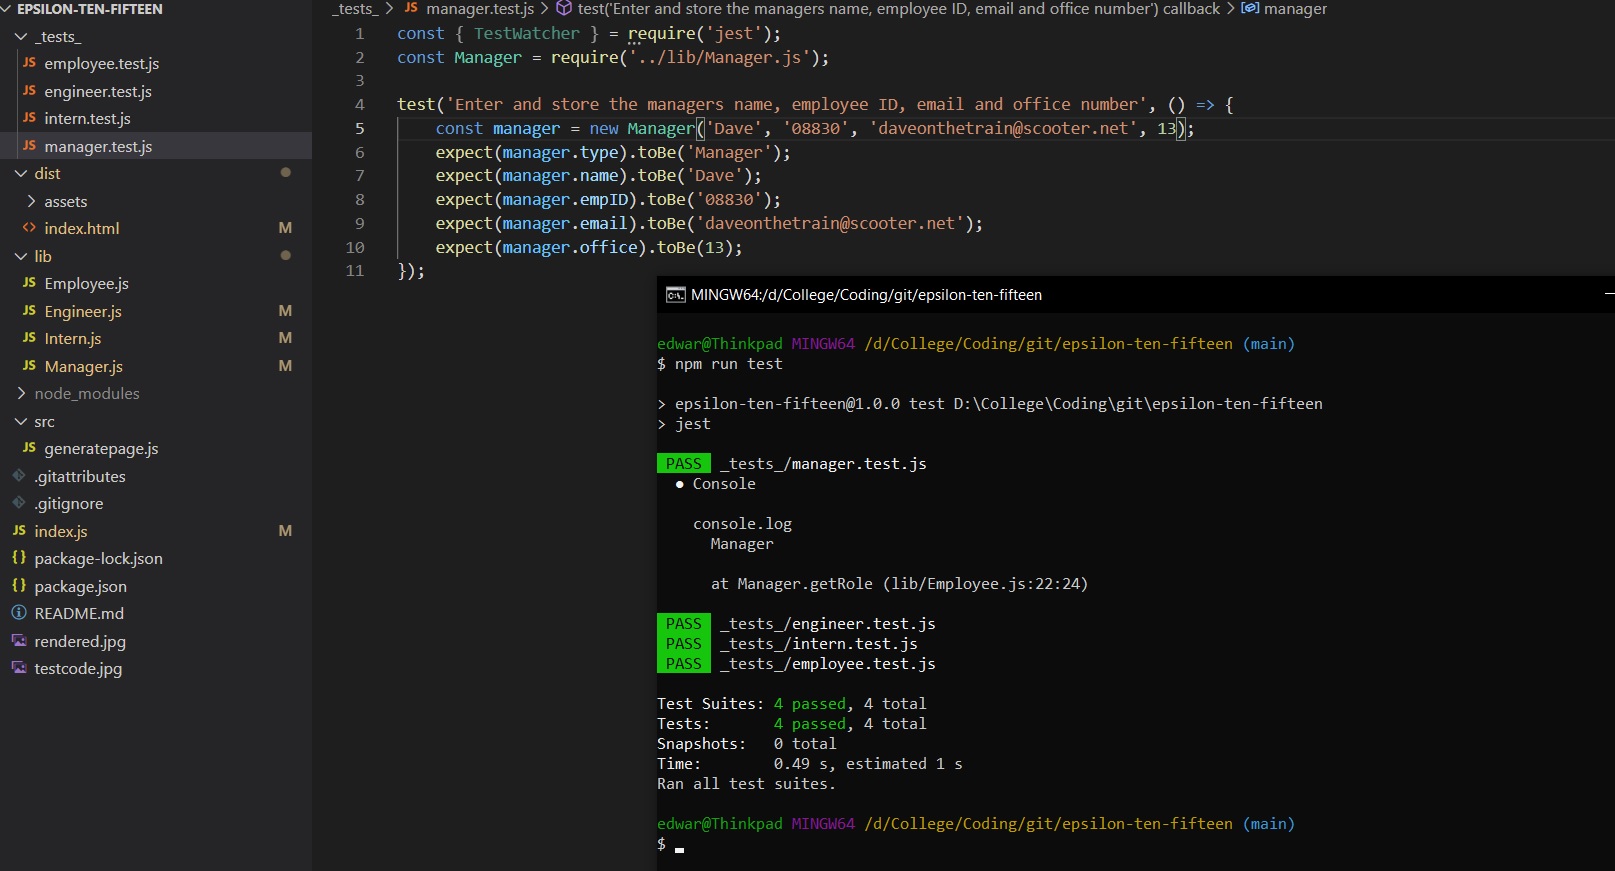 EPSILON-TEN-FIFTEEN
_tests_
JS employee.test.js
JS engineer.test.js
JS intern.test.js
JS manager.test.js
dist
assets
<> index.html M
lib
JS Employee.js
JS Engineer.js M
JS Intern.js M
JS Manager.js M
node_modules
src
JS generatepage.js
.gitattributes
.gitignore
JS index.js M
{} package-lock.json
{} package.json
README.md
rendered.jpg
testcode.jpg
_tests_ > JS manager.test.js > test('Enter and store the managers name, employee ID, email and office number') callback > manager
1 const { TestWatcher } = require('jest');
2 const Manager = require('../lib/Manager.js');
3
4 test('Enter and store the managers name, employee ID, email and office number', () => {
5 const manager = new Manager('Dave', '08830', 'daveonthetrain@scooter.net', 13);
6 expect(manager.type).toBe('Manager');
7 expect(manager.name).toBe('Dave');
8 expect(manager.empID).toBe('08830');
9 expect(manager.email).toBe('daveonthetrain@scooter.net');
10 expect(manager.office).toBe(13);
11 });
MINGW64:/d/College/Coding/git/epsilon-ten-fifteen
edwar@Thinkpad MINGW64 /d/College/Coding/git/epsilon-ten-fifteen (main)
$ npm run test
> epsilon-ten-fifteen@1.0.0 test D:\College\Coding\git\epsilon-ten-fifteen
> jest
PASS _tests_/manager.test.js
● Console
console.log
Manager
at Manager.getRole (lib/Employee.js:22:24)
PASS _tests_/engineer.test.js
PASS _tests_/intern.test.js
PASS _tests_/employee.test.js
Test Suites: 4 passed, 4 total
Tests: 4 passed, 4 total
Snapshots: 0 total
Time: 0.49 s, estimated 1 s
Ran all test suites.
edwar@Thinkpad MINGW64 /d/College/Coding/git/epsilon-ten-fifteen (main)
$